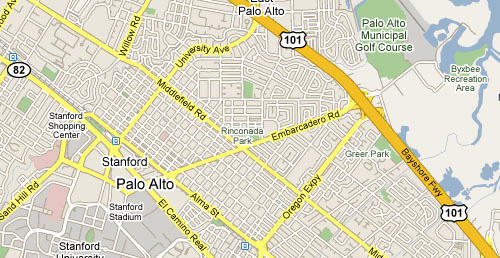 East
Palo Alto
Palo Alto
Municipal
Golf Course
Willow Rd
University Ave
101
Byxbee
Recreation
Area
82
Middlefield Rd
Stanford
Shopping
Center
Rinconada
Park
Embarcadero Rd
Greer Park
Bayshore Fwy
Stanford
Palo Alto
Sand Hill Rd
Alma St
Oregon Expy
Stanford
Stadium
El Camino Real
101
Stanford
University